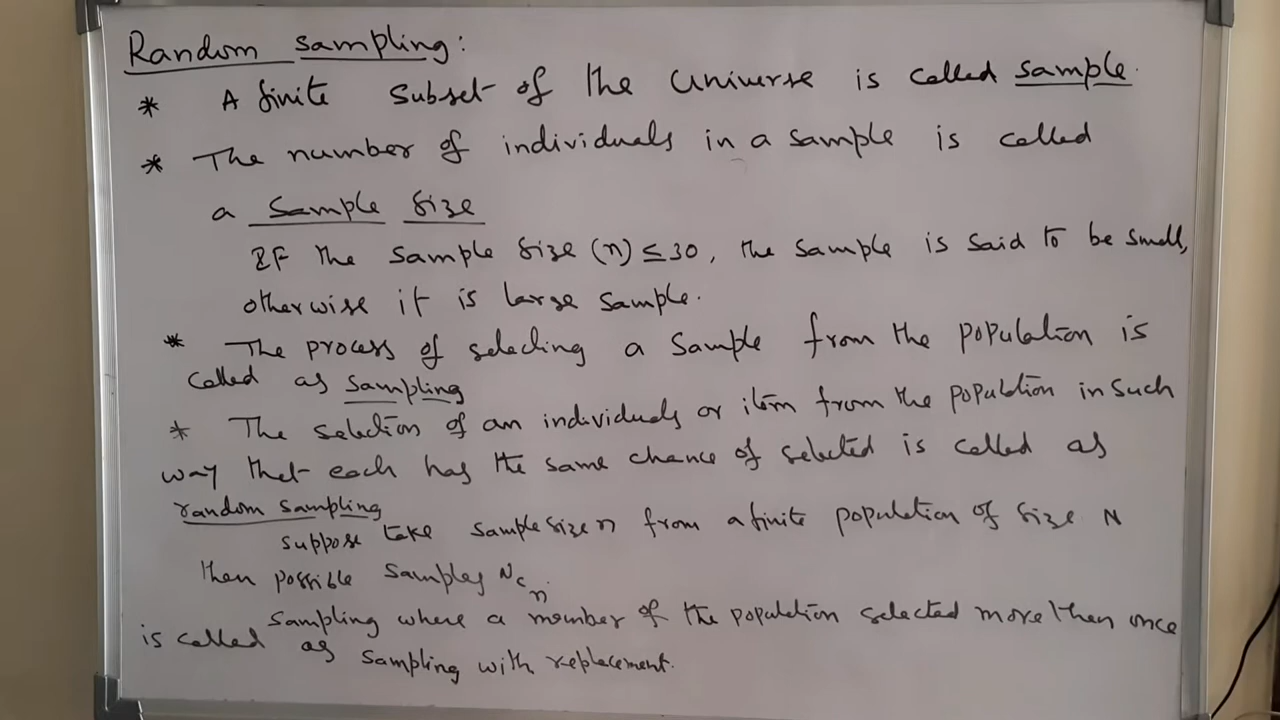 Random sampling:
* A finite subset of the universe is called sample.
* The number of individuals in a sample is called
a sample size
If the sample size (n) ≤ 30, the sample is said to be small,
otherwise it is large sample.
* The process of selecting a sample from the population is
called as sampling
* The selection of an individuals or item from the population in such
way that each has the same chance of selected is called as
random sampling
suppose take sample size n from a finite population of size N
then possible samples N c n.
sampling where a member of the population selected more then once
is called as sampling with replacement.